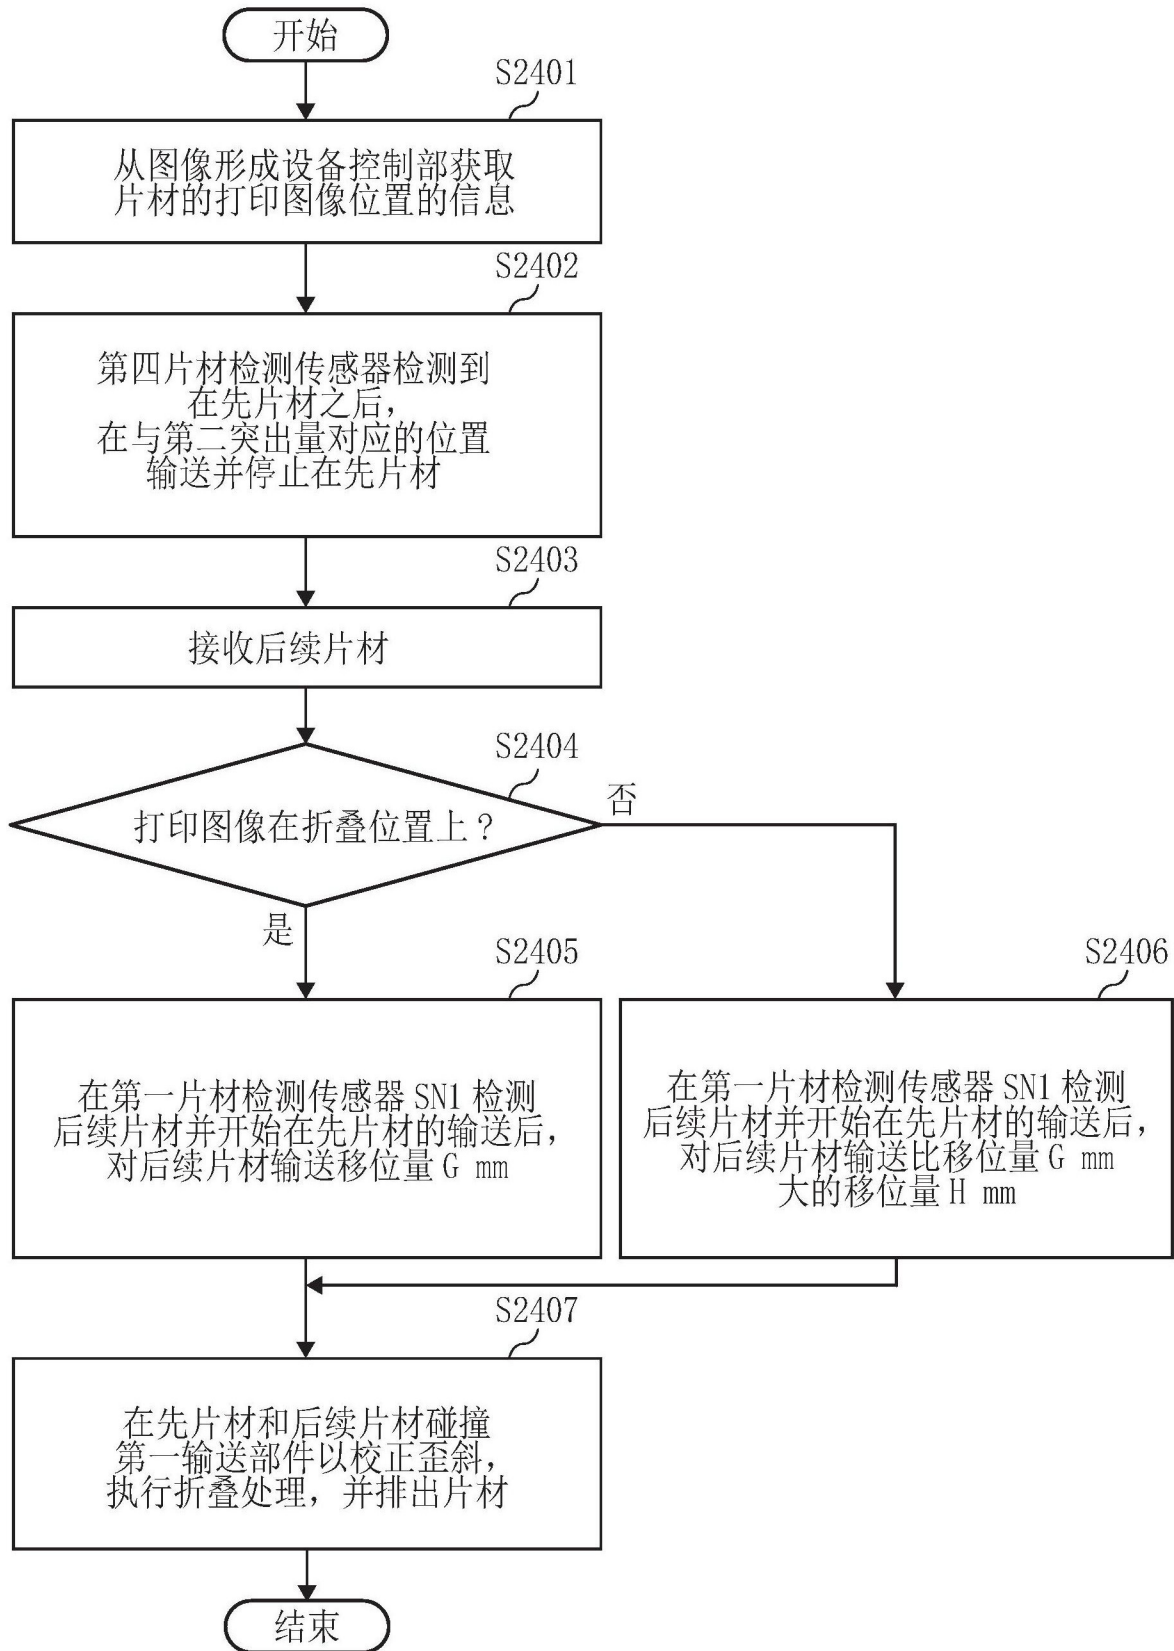 开始
S2401
从图像形成设备控制部获取
片材的打印图像位置的信息
S2402
第四片材检测传感器检测到
在先片材之后，
在与第二突出量对应的位置
输送并停止在先片材
S2403
接收后续片材
S2404
打印图像在折叠位置上？
否
是
S2405
在第一片材检测传感器 SN1 检测
后续片材并开始在先片材的输送后，
对后续片材输送移位量 G mm
S2406
在第一片材检测传感器 SN1 检测
后续片材并开始在先片材的输送后，
对后续片材输送比移位量 G mm
大的移位量 H mm
S2407
在先片材和后续片材碰撞
第一输送部件以校正歪斜，
执行折叠处理，并排出片材
结束